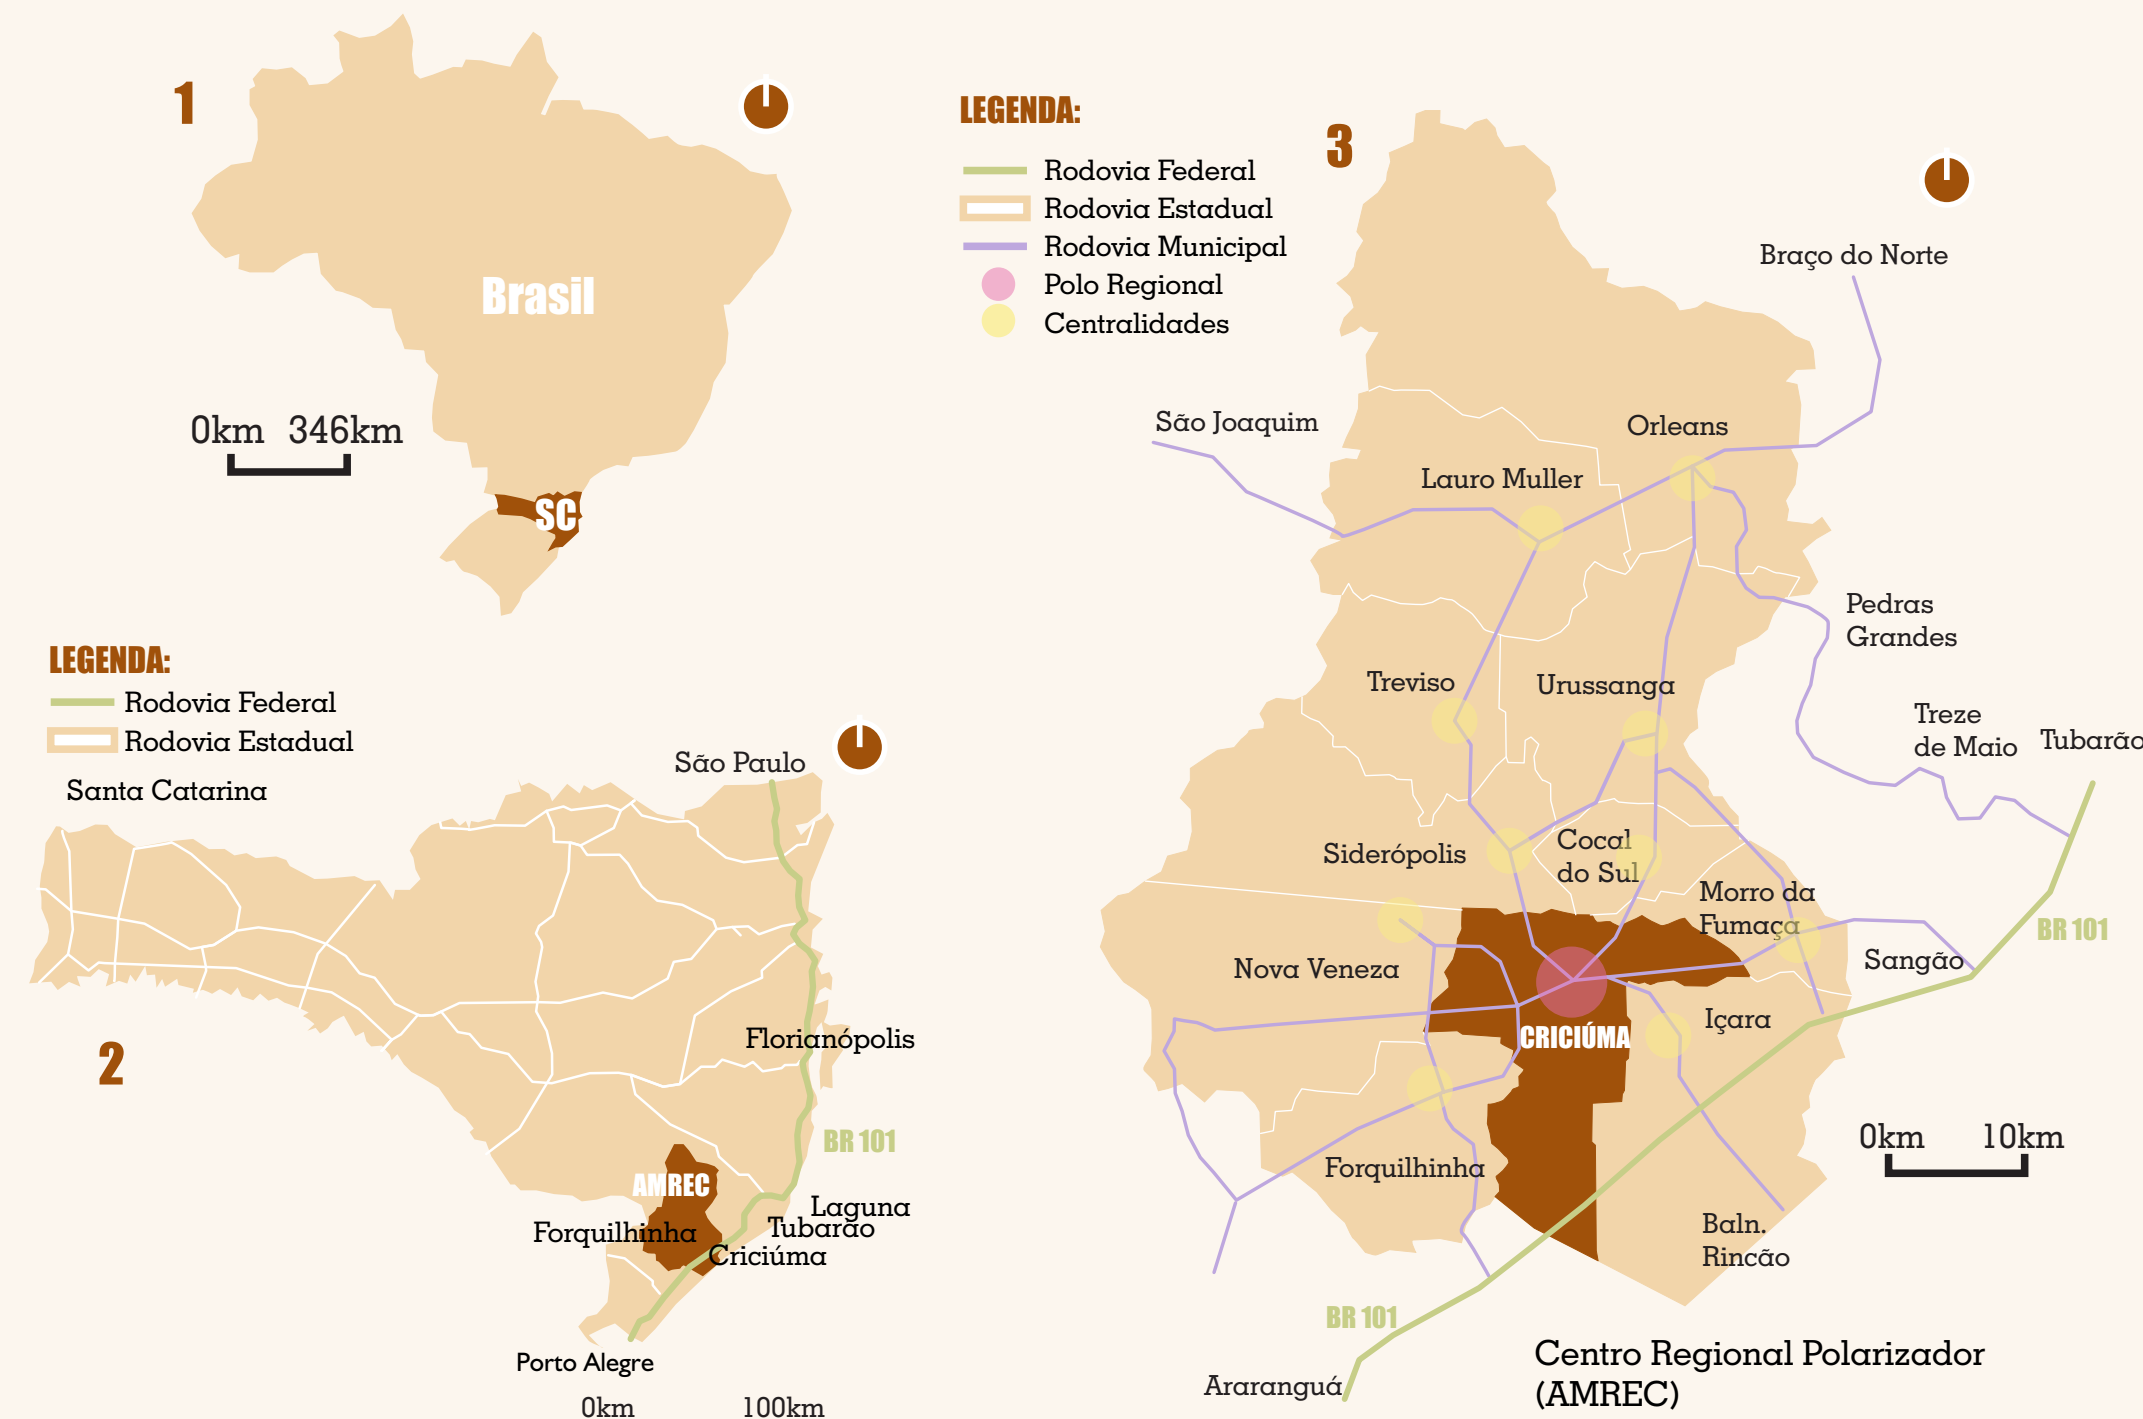 1
Brasil
0km 346km
SC
LEGENDA:
Rodovia Federal
Rodovia Estadual
Santa Catarina
São Paulo
2
Florianópolis
BR 101
AMREC
Laguna
Tubarão
Forquilhinha
Criciúma
Porto Alegre
0km 100km
LEGENDA:
Rodovia Federal
Rodovia Estadual
Rodovia Municipal
Polo Regional
Centralidades
3
Braço do Norte
São Joaquim
Orleans
Lauro Muller
Pedras
Grandes
Treviso
Urussanga
Treze
de Maio
Tubarão
Siderópolis
Cocal
do Sul
Morro da
Fumaça
BR 101
Nova Veneza
Sangão
Içara
CRICIÚMA
0km 10km
Forquilhinha
Baln.
Rincão
BR 101
Araranguá
Centro Regional Polarizador
(AMREC)